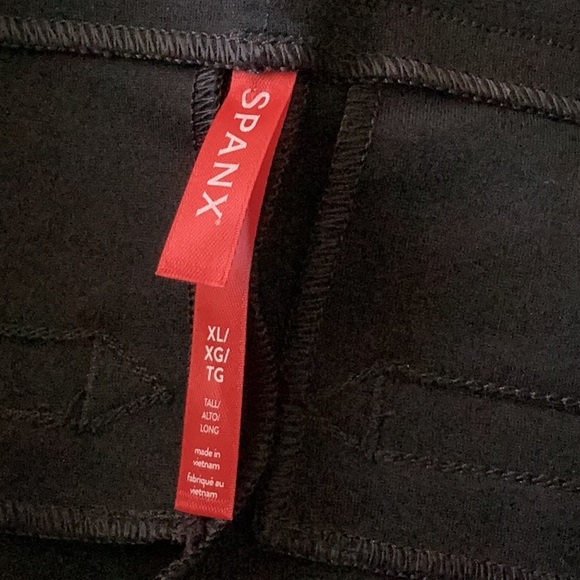 SPANX
XL/
XG/
TG
TALL/
ALTO/
LONG
made in
vietnam
fabriqué au
vietnam